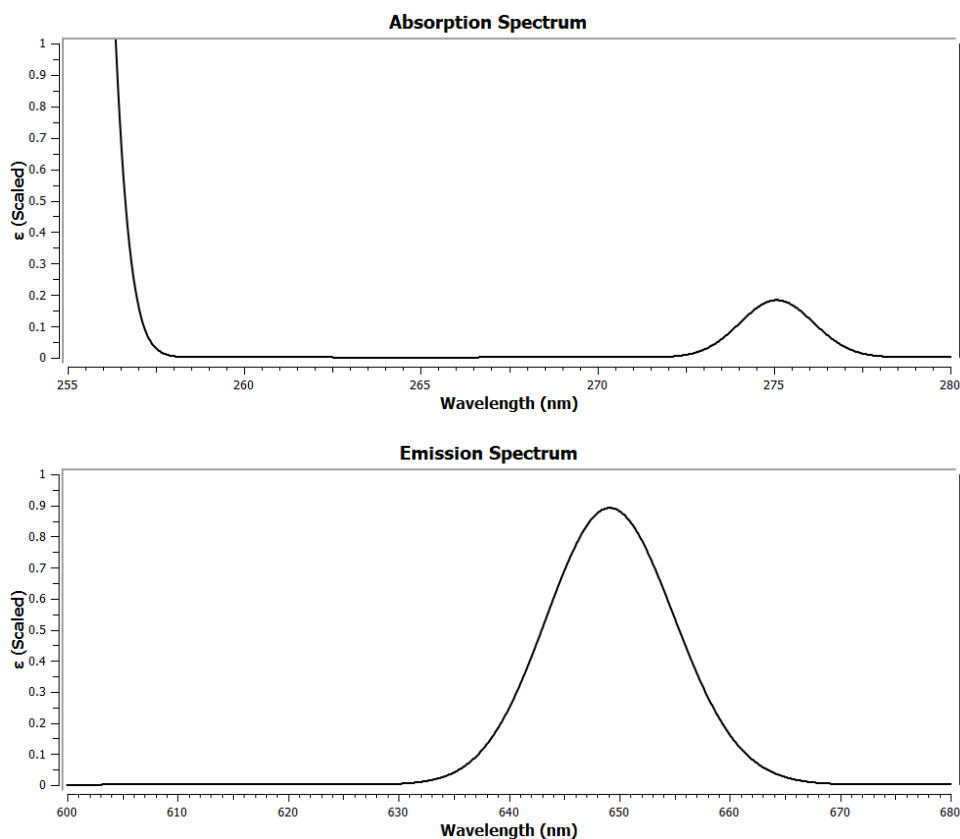 Absorption Spectrum
1
0.9
0.8
0.7
0.6
0.5
0.4
0.3
0.2
0.1
0
ε (Scaled)
255 260 265 270 275 280
Wavelength (nm)
Emission Spectrum
1
0.9
0.8
0.7
0.6
0.5
0.4
0.3
0.2
0.1
0
ε (Scaled)
600 610 620 630 640 650 660 670 680
Wavelength (nm)